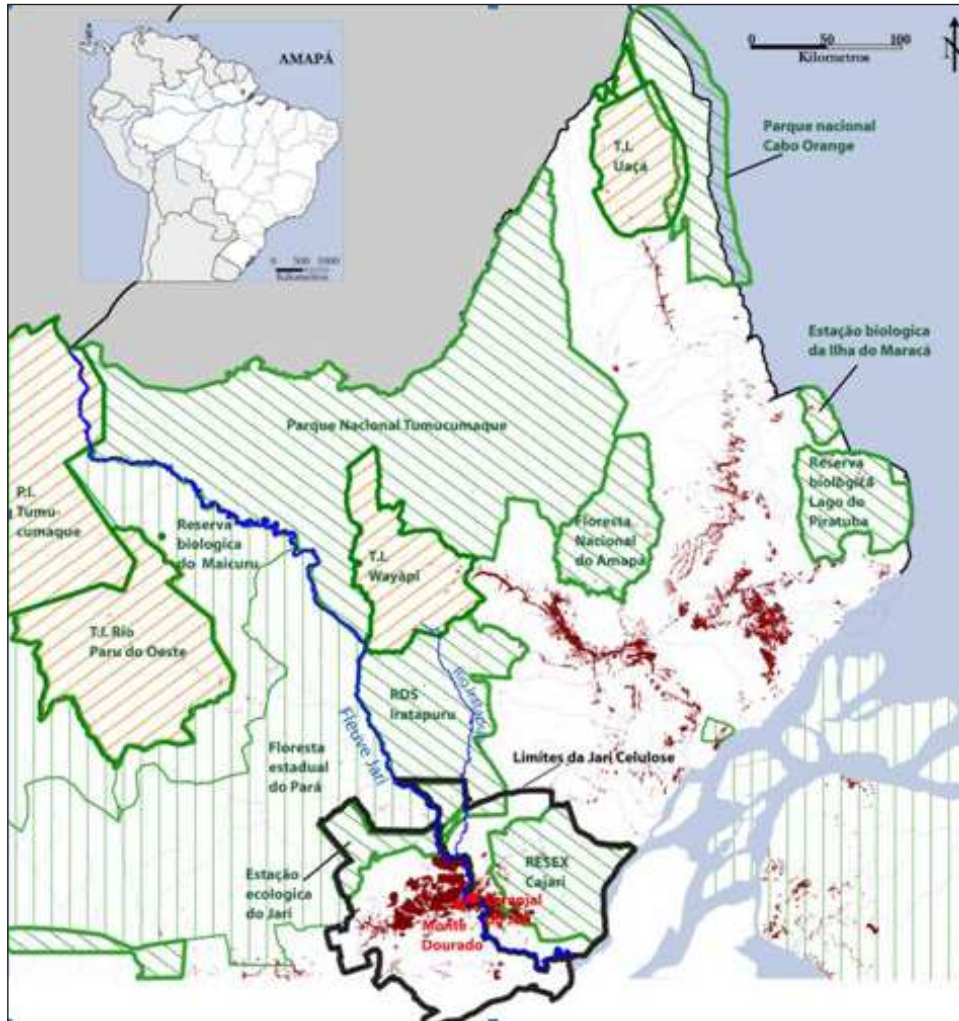 AMAPÁ
0 500 1000
Kilometros
50 100
Kilometros
N
Parque nacional
Cabo Orange
T.I.
Uaçá
Estação biologica
da Ilha do Maracá
Parque Nacional Tumucumaque
Reserva
biológica
Lago do
Piratuba
P.I.
Tumu-
cumaque
Reserva
biologica
do Maicuru
Floresta
Nacional
do Amapá
T.I.
Wayãpi
T.I. Rio
Paru do Oeste
RDS
Iratapuru
Rio
Fleuve Jari
Floresta
estadual
do Pará
Limites da Jari Celulose
Estação
ecologica
do Jari
RESEX
Cajari
Monte
Dourado